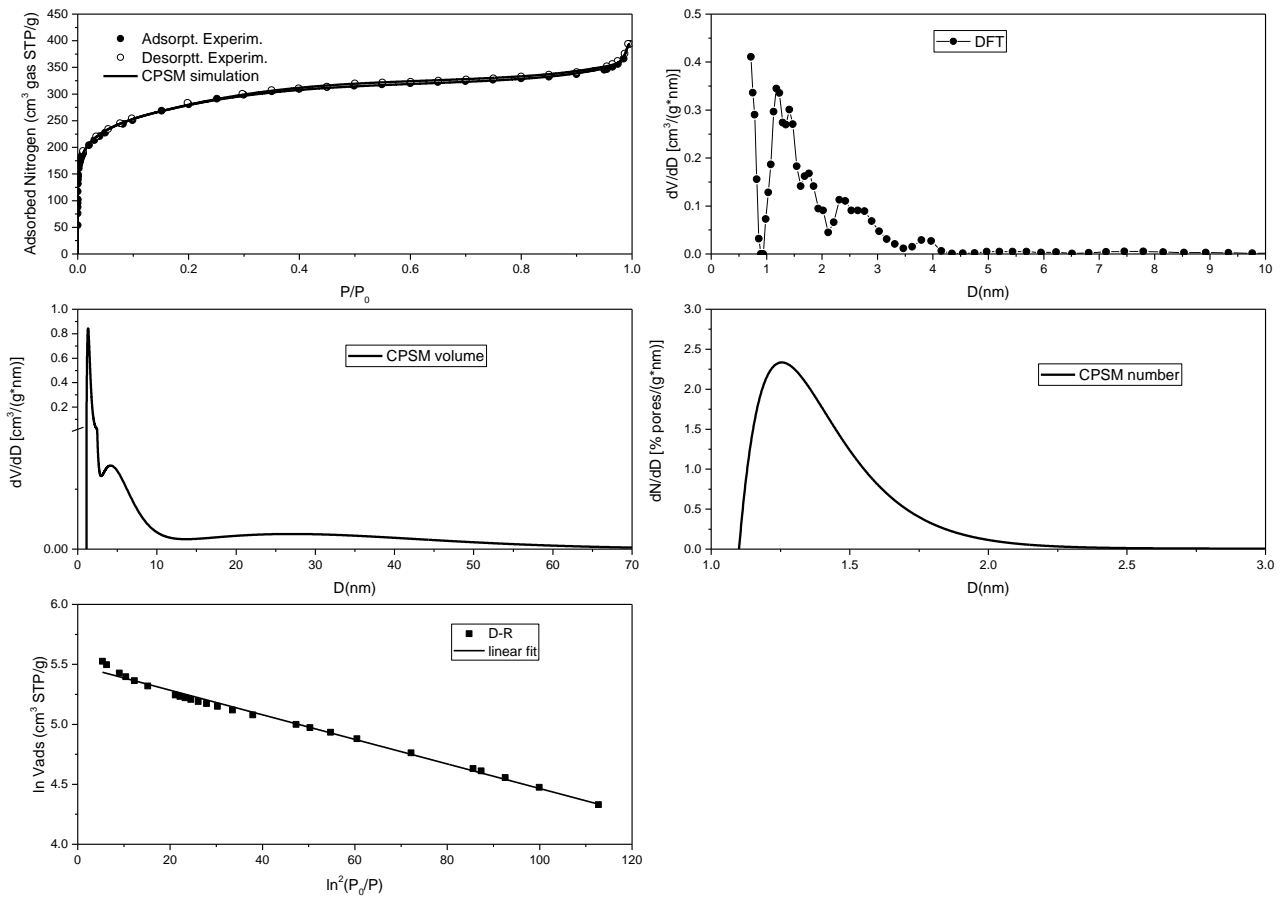 450
400
350
300
250
200
150
100
50
0
Adsorbed Nitrogen (cm³ gas STP/g)
Adsorpt. Experim.
Desorptt. Experim.
CPSM simulation
0.0 0.2 0.4 0.6 0.8 1.0
P/P₀
0.5
0.4
0.3
0.2
0.1
0.0
dV/dD [cm³/(g*nm)]
DFT
0 1 2 3 4 5 6 7 8 9 10
D(nm)
1.0
0.8
0.6
0.4
0.2
0.00
dV/dD [cm³/(g*nm)]
CPSM volume
0 10 20 30 40 50 60 70
D(nm)
3.0
2.5
2.0
1.5
1.0
0.5
0.0
dN/dD [% pores/(g*nm)]
CPSM number
1.0 1.5 2.0 2.5 3.0
D(nm)
6.0
5.5
5.0
4.5
4.0
ln Vads (cm³ STP/g)
D-R
linear fit
0 20 40 60 80 100 120
ln²(P₀/P)